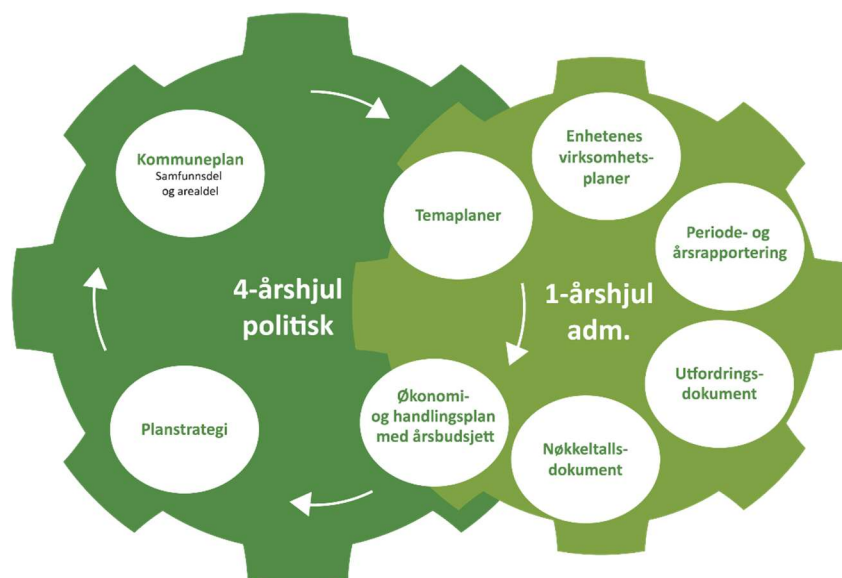 Kommuneplan
Samfunnsdel
og arealdel
Temaplaner
Enhetenes
virksomhets-
planer
Periode- og
årsrapportering
4-årshjul
politisk
1-årshjul
adm.
Utfordrings-
dokument
Planstrategi
Økonomi-
og handlingsplan
med årsbudsjett
Nøkkeltalls-
dokument